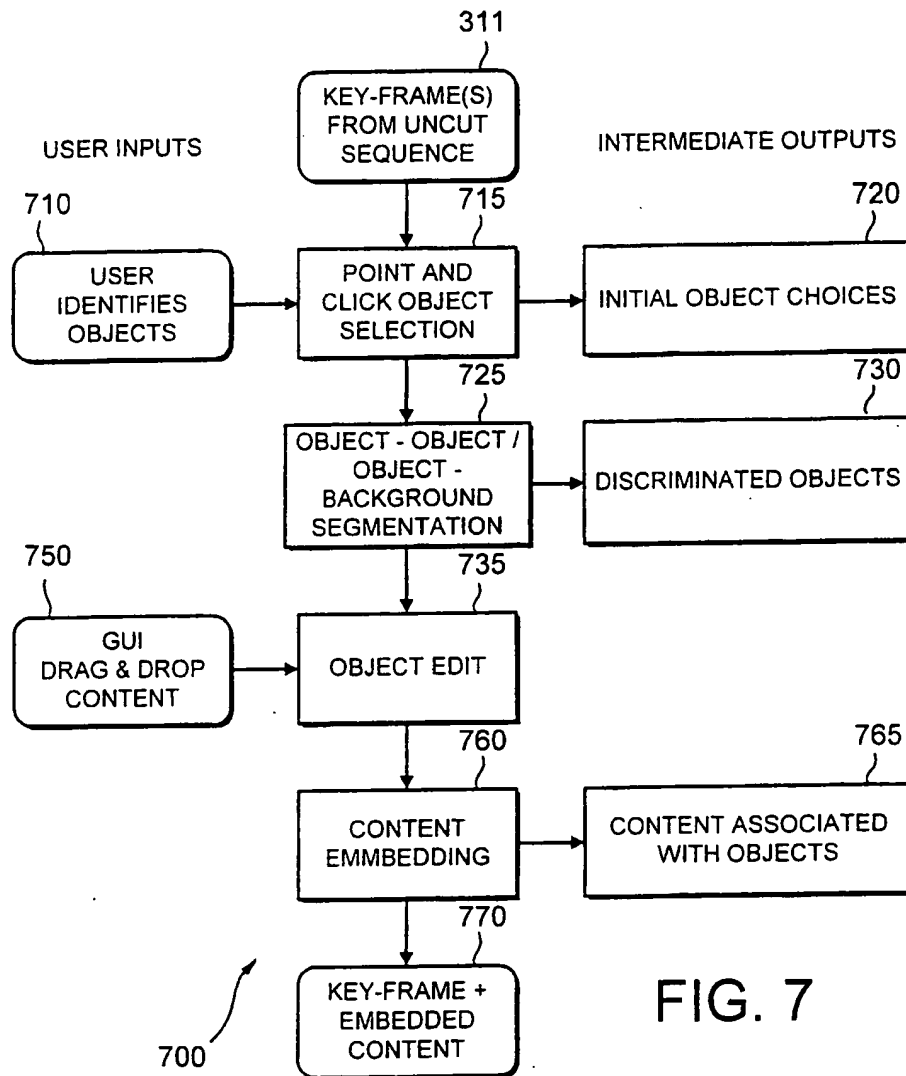 311
KEY-FRAME(S)
FROM UNCUT
SEQUENCE
USER INPUTS
INTERMEDIATE OUTPUTS
710
715
720
USER
IDENTIFIES
OBJECTS
POINT AND
CLICK OBJECT
SELECTION
INITIAL OBJECT CHOICES
725
730
OBJECT - OBJECT /
OBJECT -
BACKGROUND
SEGMENTATION
DISCRIMINATED OBJECTS
750
735
GUI
DRAG & DROP
CONTENT
OBJECT EDIT
760
765
CONTENT
EMMBEDDING
CONTENT ASSOCIATED
WITH OBJECTS
770
KEY-FRAME +
EMBEDDED
CONTENT
700
FIG. 7